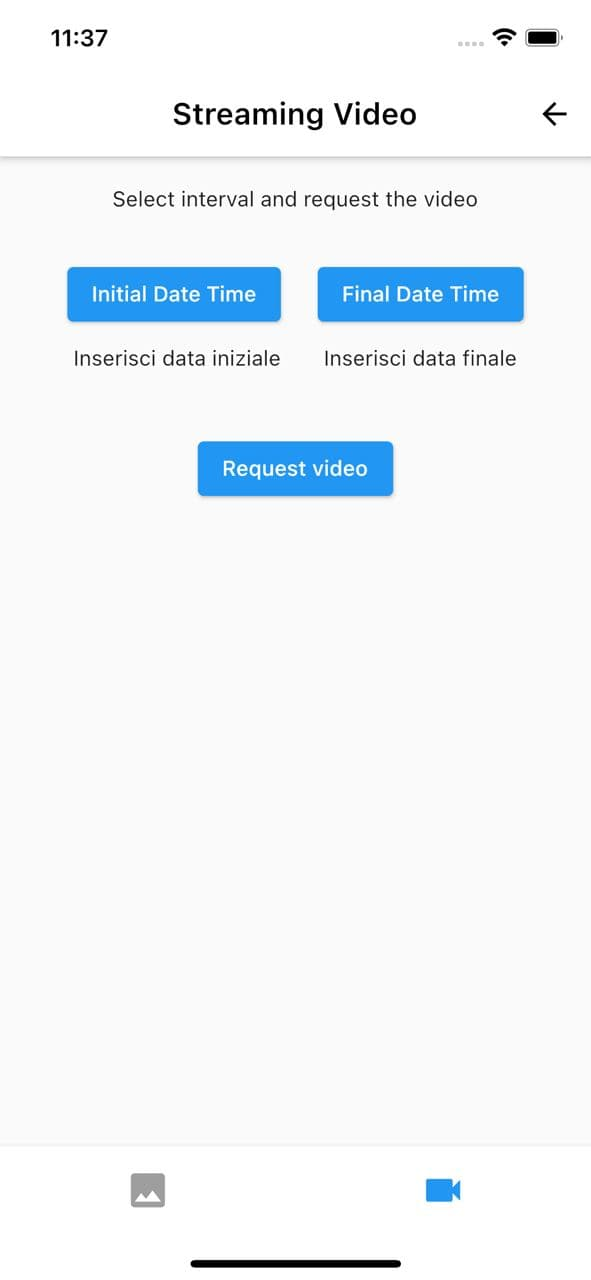 11:37
Streaming Video
Select interval and request the video
Initial Date Time
Final Date Time
Inserisci data iniziale
Inserisci data finale
Request video